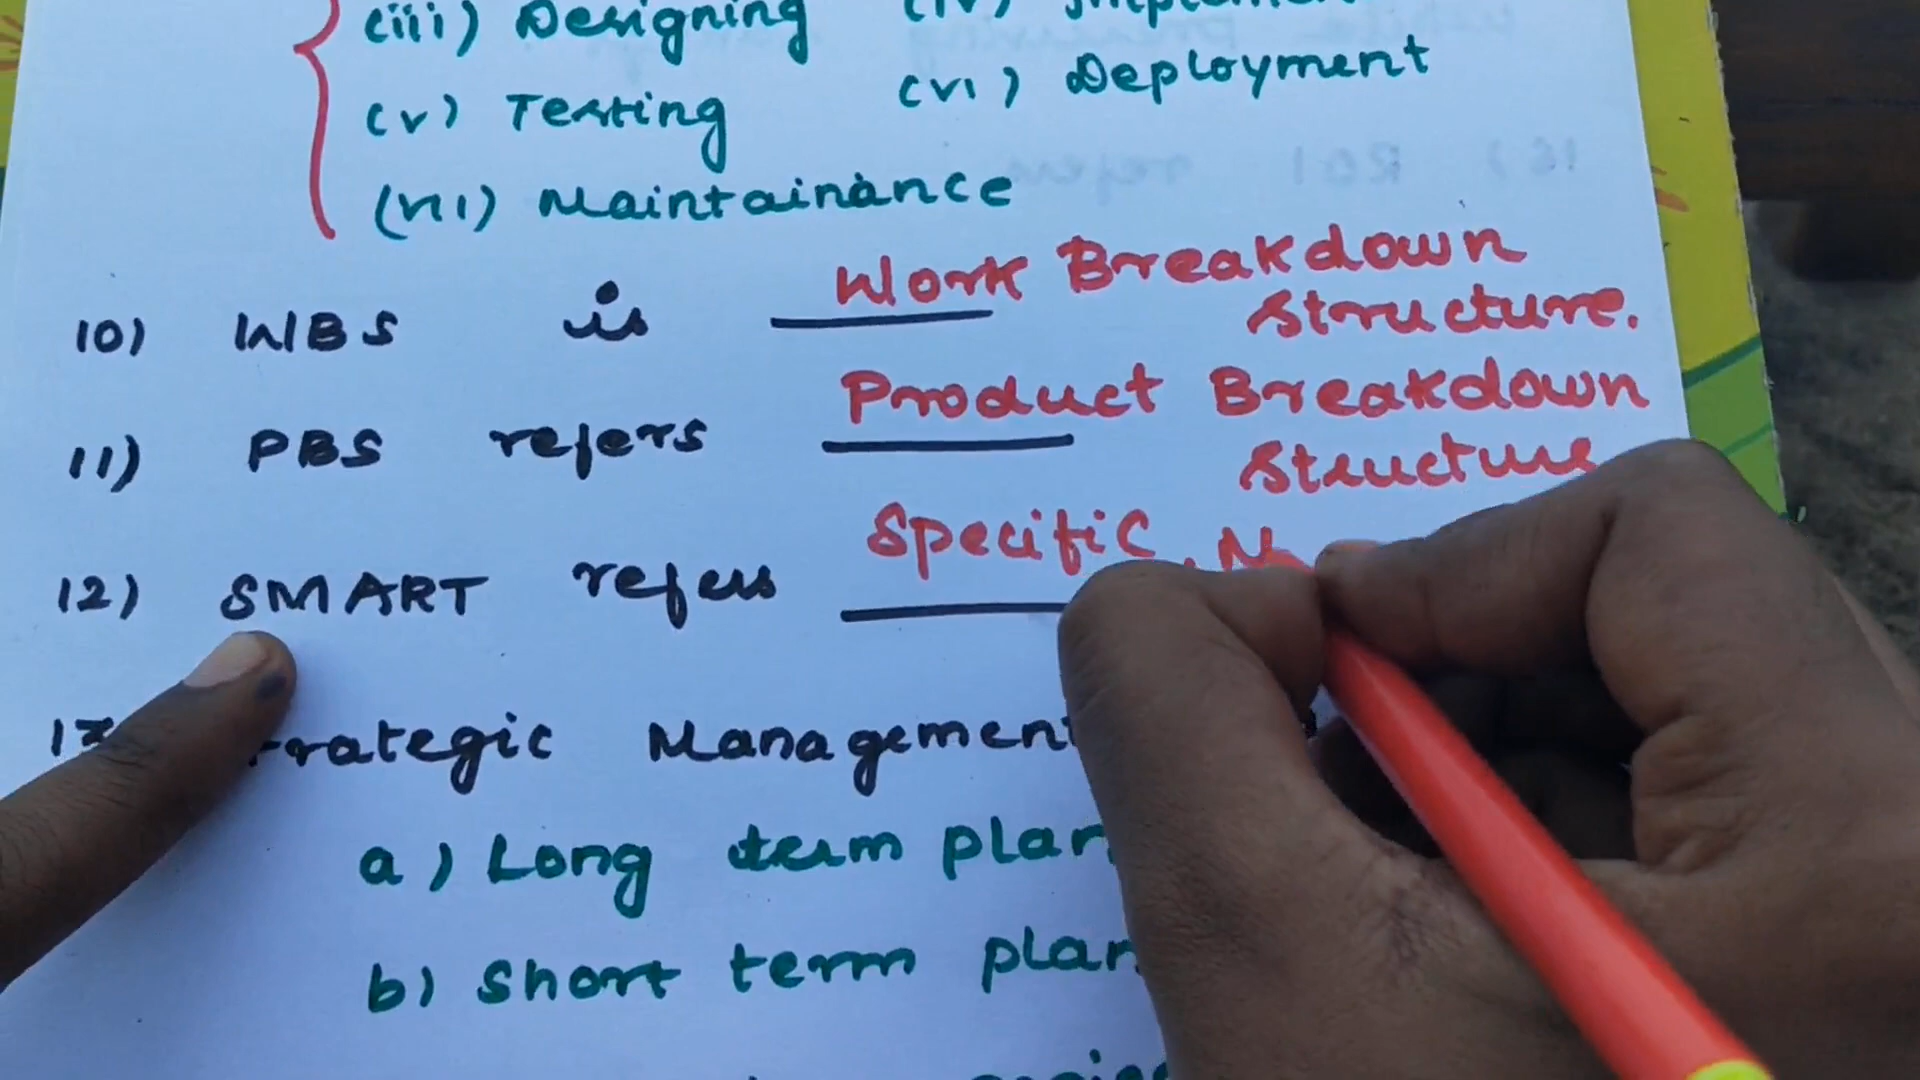 (iii) Designing (iv)
(v) Testing (vi) Deployment
(vii) Maintainance
10) WBS is Work Breakdown
Structure.
11) PBS refers Product Breakdown
Structure
12) SMART refers Specific, M
Strategic Management
a) Long term plan
b) Short term plan